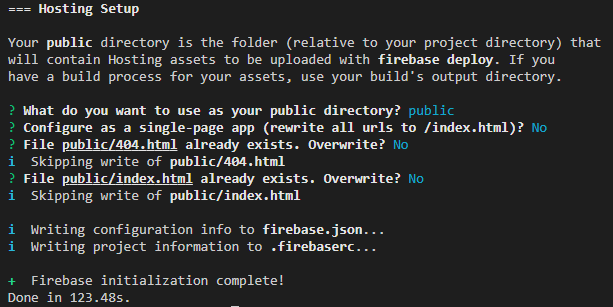 === Hosting Setup
Your public directory is the folder (relative to your project directory) that
will contain Hosting assets to be uploaded with firebase deploy. If you
have a build process for your assets, use your build's output directory.
? What do you want to use as your public directory? public
? Configure as a single-page app (rewrite all urls to /index.html)? No
? File public/404.html already exists. Overwrite? No
i  Skipping write of public/404.html
? File public/index.html already exists. Overwrite? No
i  Skipping write of public/index.html
i  Writing configuration info to firebase.json...
i  Writing project information to .firebaserc...
+  Firebase initialization complete!
Done in 123.48s.